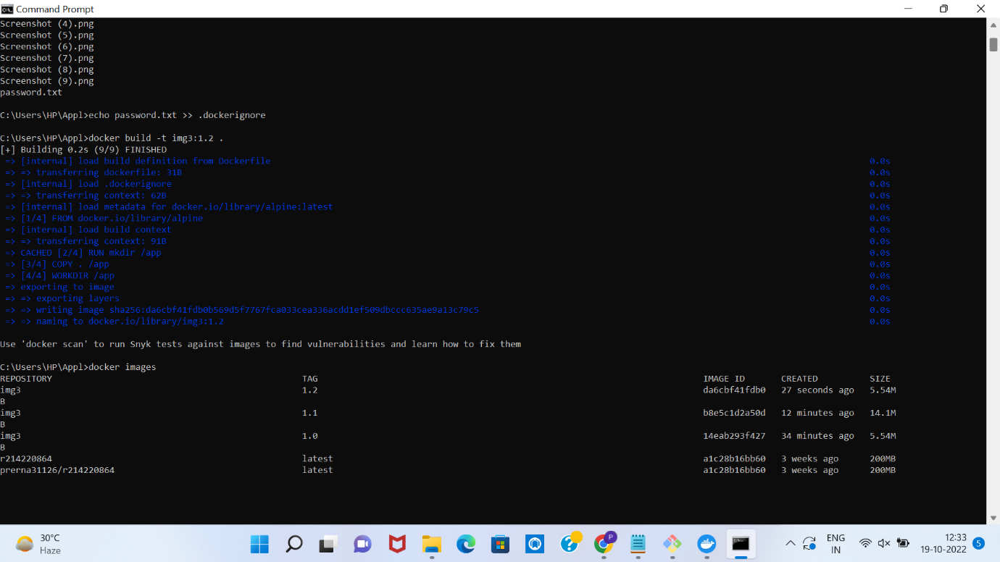 Command Prompt
Screenshot (4).png
Screenshot (5).png
Screenshot (6).png
Screenshot (7).png
Screenshot (8).png
Screenshot (9).png
password.txt
C:\Users\HP\Appl>echo password.txt >> .dockerignore
C:\Users\HP\Appl>docker build -t img3:1.2 .
[+] Building 0.2s (9/9) FINISHED
=> [internal] load build definition from Dockerfile 0.0s
=> => transferring dockerfile: 31B 0.0s
=> [internal] load .dockerignore 0.0s
=> => transferring context: 62B 0.0s
=> [internal] load metadata for docker.io/library/alpine:latest 0.0s
=> [1/4] FROM docker.io/library/alpine 0.0s
=> [internal] load build context 0.0s
=> => transferring context: 91B 0.0s
=> CACHED [2/4] RUN mkdir /app 0.0s
=> [3/4] COPY . /app 0.0s
=> [4/4] WORKDIR /app 0.0s
=> exporting to image 0.0s
=> => exporting layers 0.0s
=> => writing image sha256:da6cbf41fdb0b569d5f7767fca033cea336acdd1ef509dbccc635ae9a13c79c5 0.0s
=> => naming to docker.io/library/img3:1.2 0.0s
Use 'docker scan' to run Snyk tests against images to find vulnerabilities and learn how to fix them
C:\Users\HP\Appl>docker images
REPOSITORY TAG IMAGE ID CREATED SIZE
img3 1.2 da6cbf41fdb0 27 seconds ago 5.54M
B
img3 1.1 b8e5c1d2a50d 12 minutes ago 14.1M
B
img3 1.0 14eab293f427 34 minutes ago 5.54M
B
r214220864 latest a1c28b16bb60 3 weeks ago 200MB
prerna31126/r214220864 latest a1c28b16bb60 3 weeks ago 200MB
30°C
Haze
P
ENG
IN
12:33
19-10-2022
5